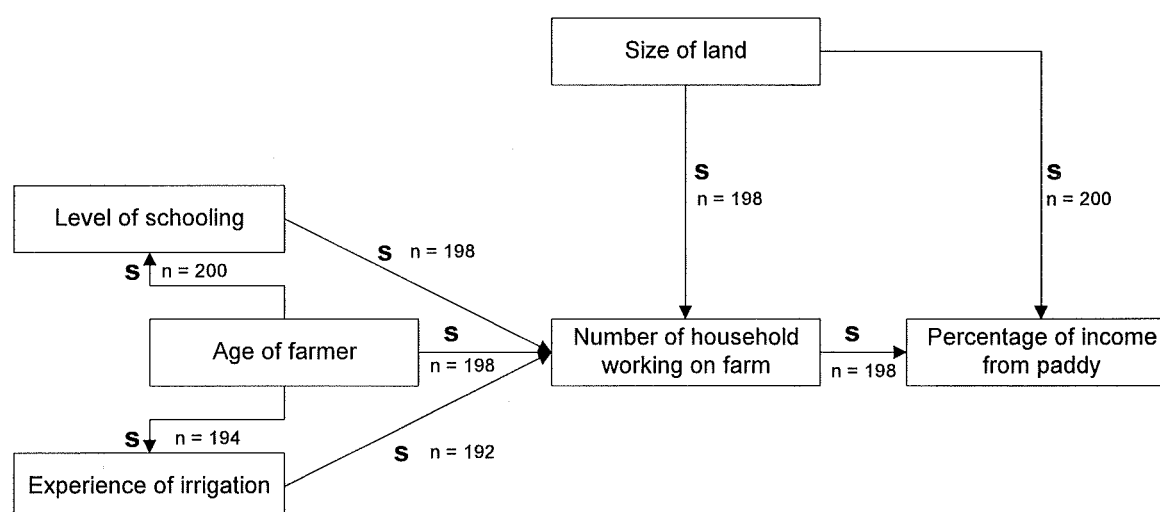 Size of land
S
n = 198
S
n = 200
Level of schooling
S n = 198
S n = 200
Age of farmer
S
n = 198
Number of household
working on farm
S
n = 198
Percentage of income
from paddy
S n = 194
S n = 192
Experience of irrigation